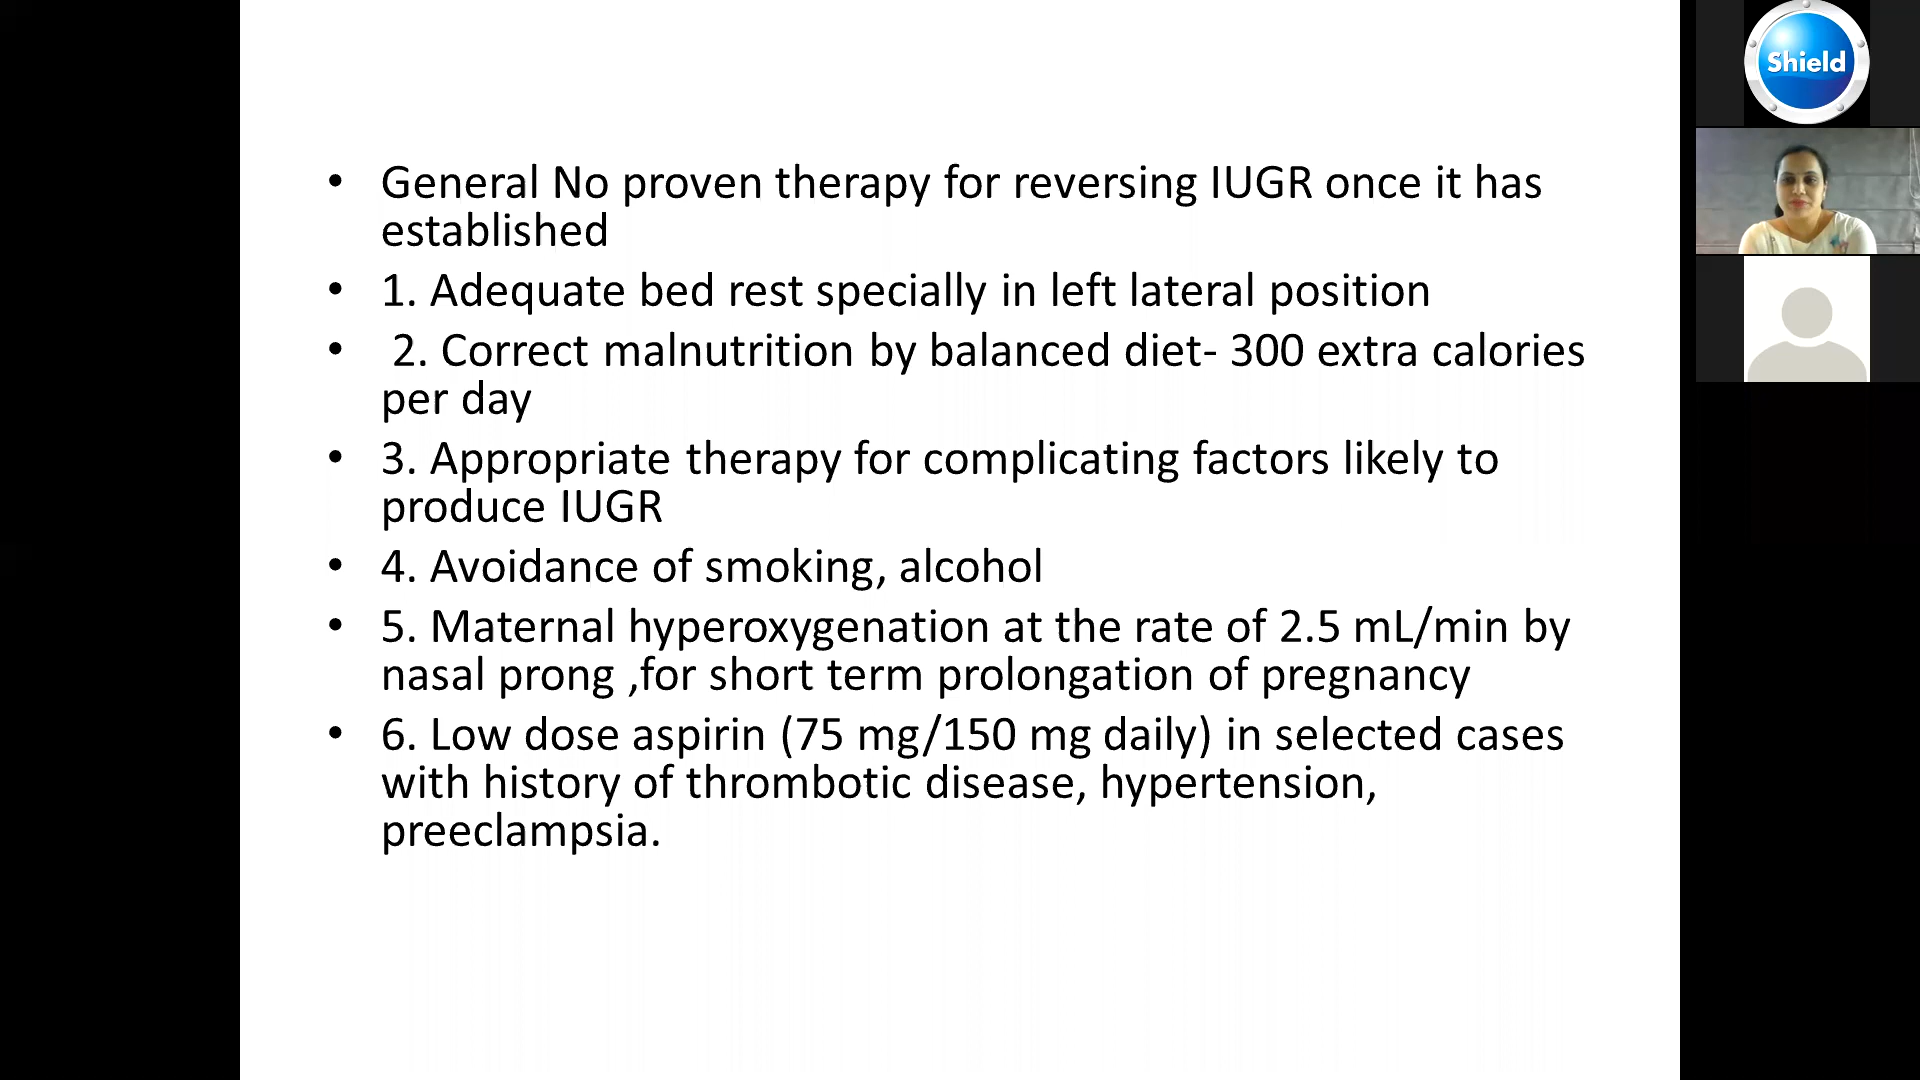 • General No proven therapy for reversing IUGR once it has
established
• 1. Adequate bed rest specially in left lateral position
• 2. Correct malnutrition by balanced diet- 300 extra calories
per day
• 3. Appropriate therapy for complicating factors likely to
produce IUGR
• 4. Avoidance of smoking, alcohol
• 5. Maternal hyperoxygenation at the rate of 2.5 mL/min by
nasal prong ,for short term prolongation of pregnancy
• 6. Low dose aspirin (75 mg/150 mg daily) in selected cases
with history of thrombotic disease, hypertension,
preeclampsia.
Shield